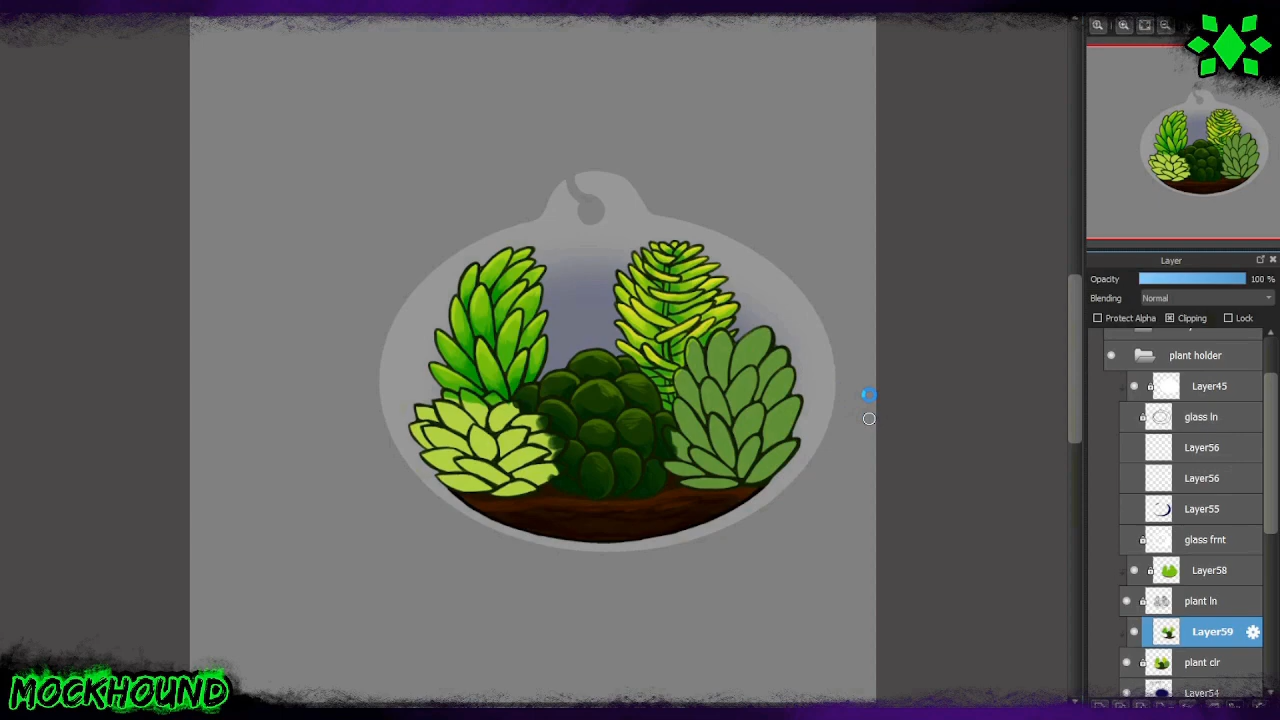 Layer
Opacity 100 %
Blending Normal
Protect Alpha Clipping Lock
plant holder
Layer45
glass ln
Layer56
Layer56
Layer55
glass frnt
Layer58
plant ln
Layer59
plant clr
Layer54
MOCKHOUND